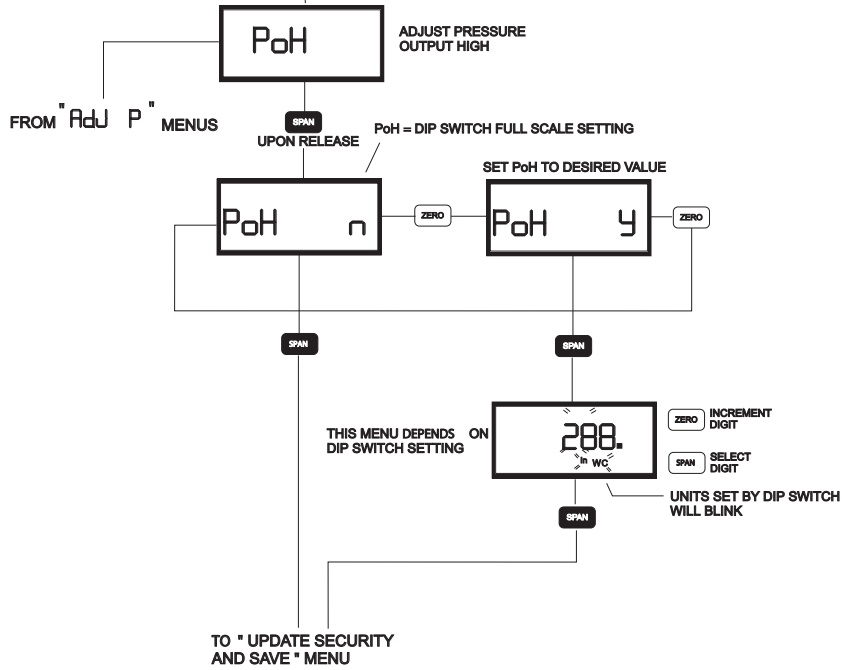 PoH
ADJUST PRESSURE
OUTPUT HIGH
FROM "AdJ P" MENUS
SPAN
UPON RELEASE
PoH = DIP SWITCH FULL SCALE SETTING
SET PoH TO DESIRED VALUE
PoH n
ZERO
PoH y
ZERO
SPAN
SPAN
THIS MENU DEPENDS ON
DIP SWITCH SETTING
288.
In WC
ZERO
INCREMENT
DIGIT
SPAN
SELECT
DIGIT
UNITS SET BY DIP SWITCH
WILL BLINK
SPAN
TO " UPDATE SECURITY
AND SAVE " MENU